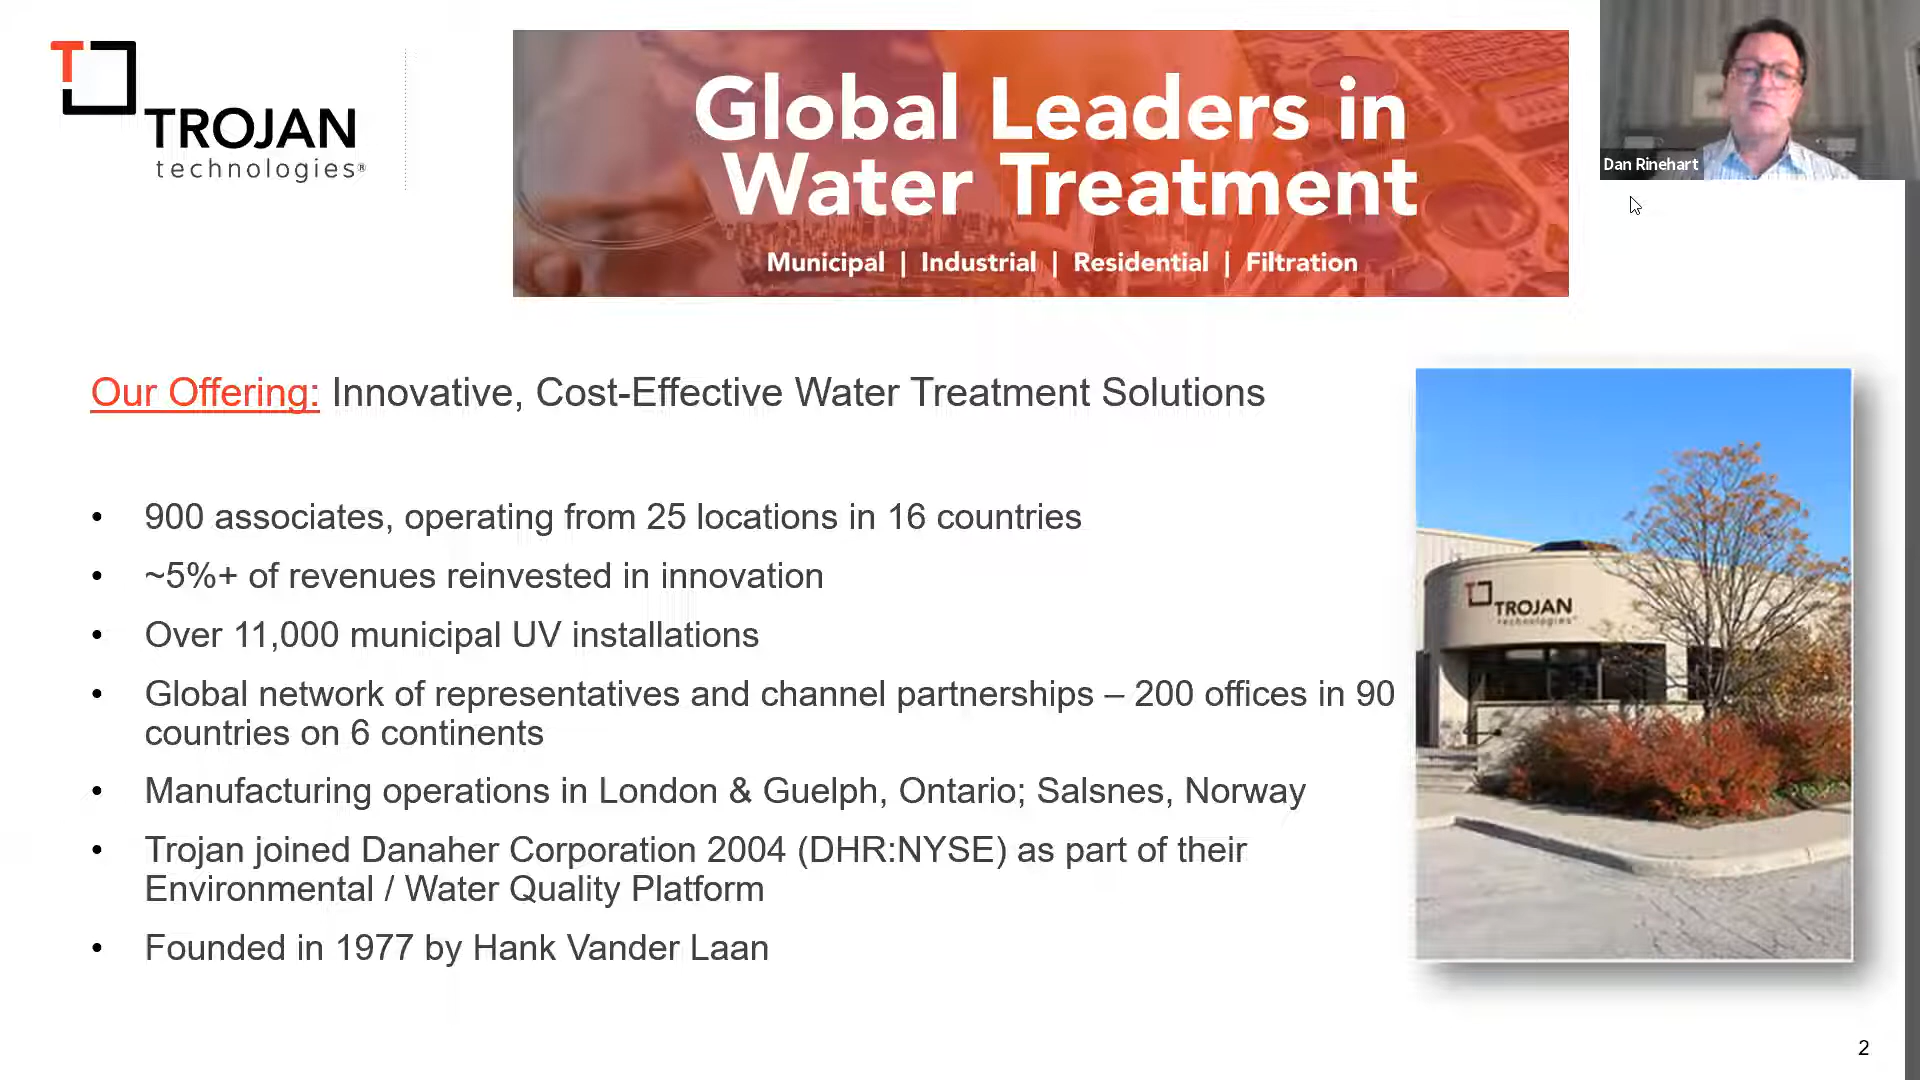 TROJAN
technologies®
Global Leaders in
Water Treatment
Municipal | Industrial | Residential | Filtration
Dan Rinehart
Our Offering: Innovative, Cost-Effective Water Treatment Solutions
• 900 associates, operating from 25 locations in 16 countries
• ~5%+ of revenues reinvested in innovation
• Over 11,000 municipal UV installations
• Global network of representatives and channel partnerships – 200 offices in 90
countries on 6 continents
• Manufacturing operations in London & Guelph, Ontario; Salsnes, Norway
• Trojan joined Danaher Corporation 2004 (DHR:NYSE) as part of their
Environmental / Water Quality Platform
• Founded in 1977 by Hank Vander Laan
TROJAN
technologies
2